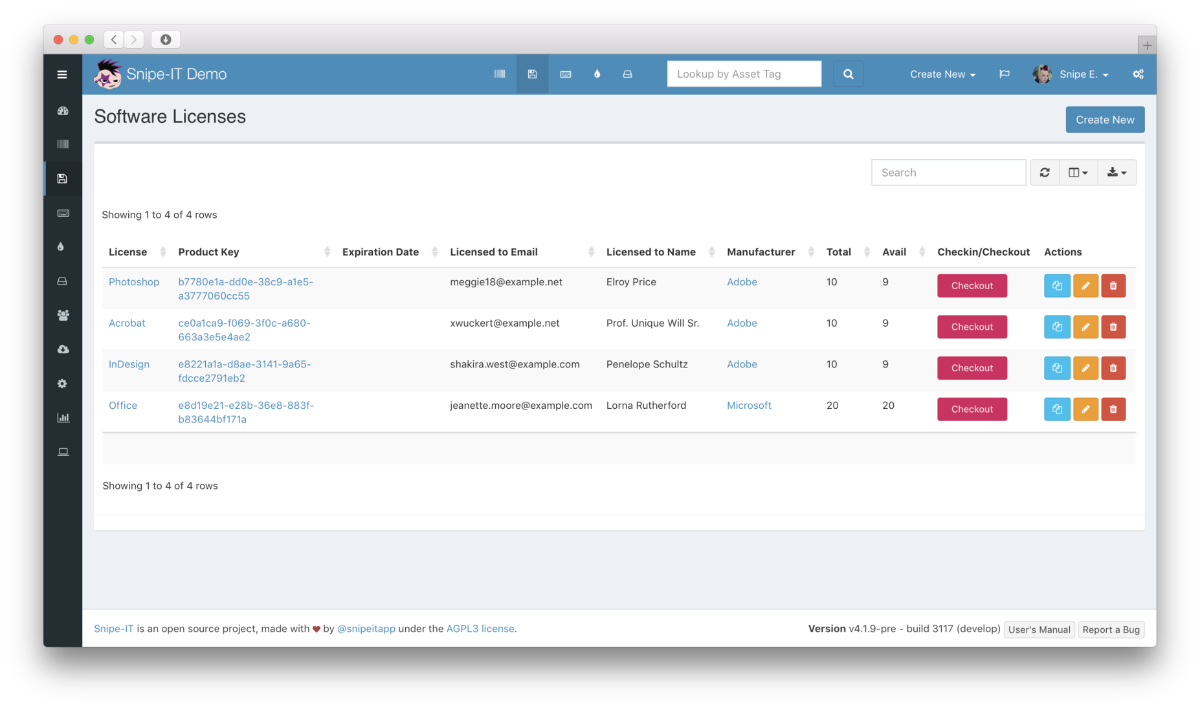 Snipe-IT Demo
Lookup by Asset Tag
Create New
Snipe E.
Software Licenses
Create New
Search
Showing 1 to 4 of 4 rows
License Product Key Expiration Date Licensed to Email Licensed to Name Manufacturer Total Avail Checkin/Checkout Actions
Photoshop b7780e1a-dd0e-38c9-a1e5- meggie18@example.net Elroy Price Adobe 10 9 Checkout
a3777060cc55
Acrobat ce0a1ca9-f069-3f0c-a680- xwuckert@example.net Prof. Unique Will Sr. Adobe 10 9 Checkout
663a3e5e4ae2
InDesign e8221a1a-d8ae-3141-9a65- shakira.west@example.com Penelope Schultz Adobe 10 9 Checkout
fdcce2791eb2
Office e8d19e21-e28b-36e8-883f- jeanette.moore@example.com Lorna Rutherford Microsoft 20 20 Checkout
b83644bf171a
Showing 1 to 4 of 4 rows
Snipe-IT is an open source project, made with ♥ by @snipeitapp under the AGPL3 license.
Version v4.1.9-pre - build 3117 (develop) User's Manual Report a Bug